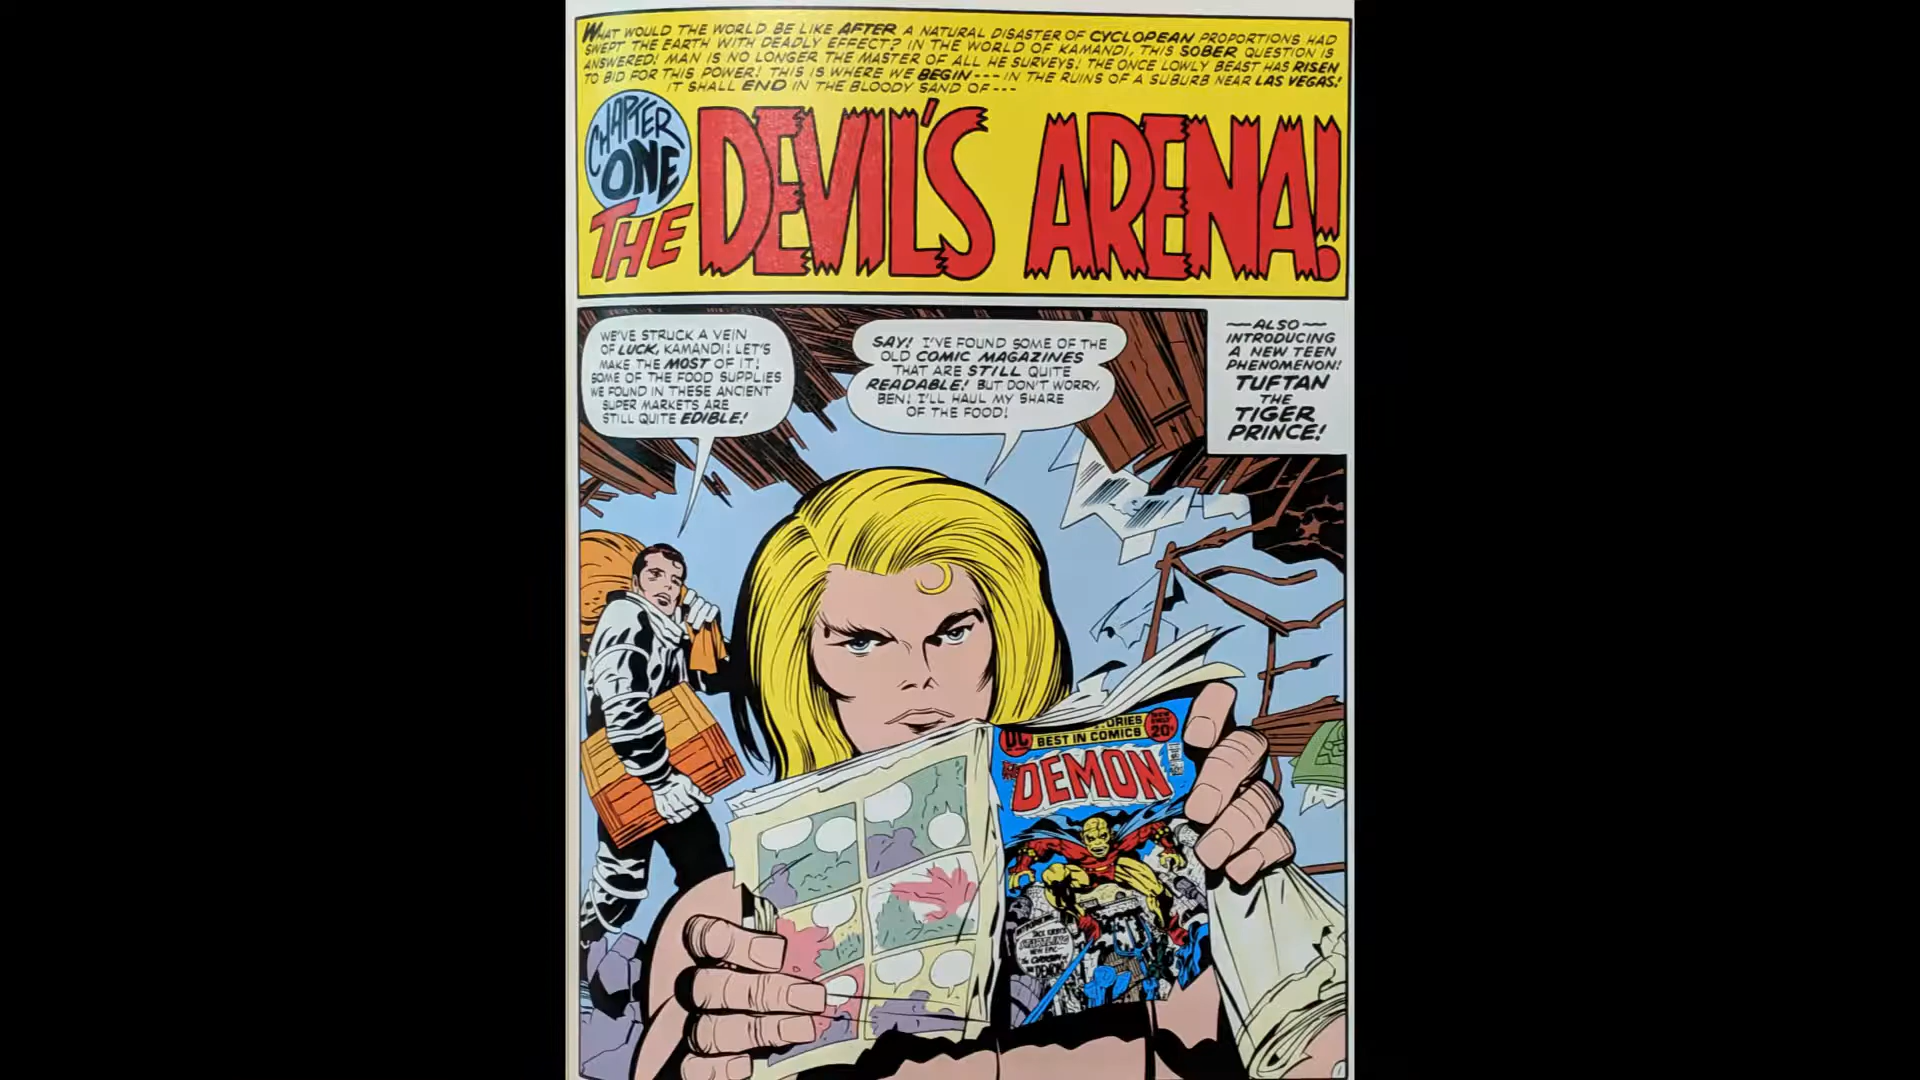 WHAT WOULD THE WORLD BE LIKE AFTER A NATURAL DISASTER OF CYCLOPEAN PROPORTIONS HAD
SWEPT THE EARTH WITH DEADLY EFFECT? IN THE WORLD OF KAMANDI, THIS SOBER QUESTION IS
ANSWERED! MAN IS NO LONGER THE MASTER OF ALL HE SURVEYS! THE ONCE LOWLY BEAST HAS RISEN
TO BID FOR THIS POWER! THIS IS WHERE WE BEGIN --- IN THE RUINS OF A SUBURB NEAR LAS VEGAS!
IT SHALL END IN THE BLOODY SAND OF ---
CHAPTER
ONE
THE DEVIL'S ARENA!
WE'VE STRUCK A VEIN
OF LUCK, KAMANDI! LET'S
MAKE THE MOST OF IT!
SOME OF THE FOOD SUPPLIES
WE FOUND IN THESE ANCIENT
SUPER MARKETS ARE
STILL QUITE EDIBLE!
SAY! I'VE FOUND SOME OF THE
OLD COMIC MAGAZINES
THAT ARE STILL QUITE
READABLE! BUT DON'T WORRY,
BEN! I'LL HAUL MY SHARE
OF THE FOOD!
ALSO
INTRODUCING
A NEW TEEN
PHENOMENON!
TUFTAN
THE
TIGER
PRINCE!
DC
BEST IN COMICS
20¢
DEMON
JACK KIRBY'S
STARTLING
NEW EPIC--
DEMON